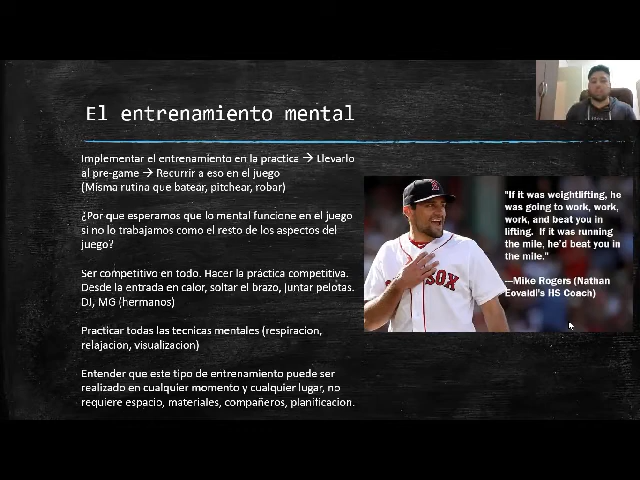 El entrenamiento mental
Implementar el entrenamiento en la practica → Llevarlo
al pre-game → Recurrir a eso en el juego
(Misma rutina que batear, pitchear, robar)
¿Por que esperamos que lo mental funcione en el juego
si no lo trabajamos como el resto de los aspectos del
juego?
Ser competitivo en todo. Hacer la práctica competitiva.
Desde la entrada en calor, soltar el brazo, juntar pelotas.
DJ, MG (hermanos)
Practicar todas las tecnicas mentales (respiracion,
relajacion, visualizacion)
Entender que este tipo de entrenamiento puede ser
realizado en cualquier momento y cualquier lugar, no
requiere espacio, materiales, compañeros, planificacion.
"If it was weightlifting, he
was going to work, work,
work, and beat you in
lifting. If it was running
the mile, he'd beat you in
the mile."
—Mike Rogers (Nathan
Eovaldi's HS Coach)
SOX